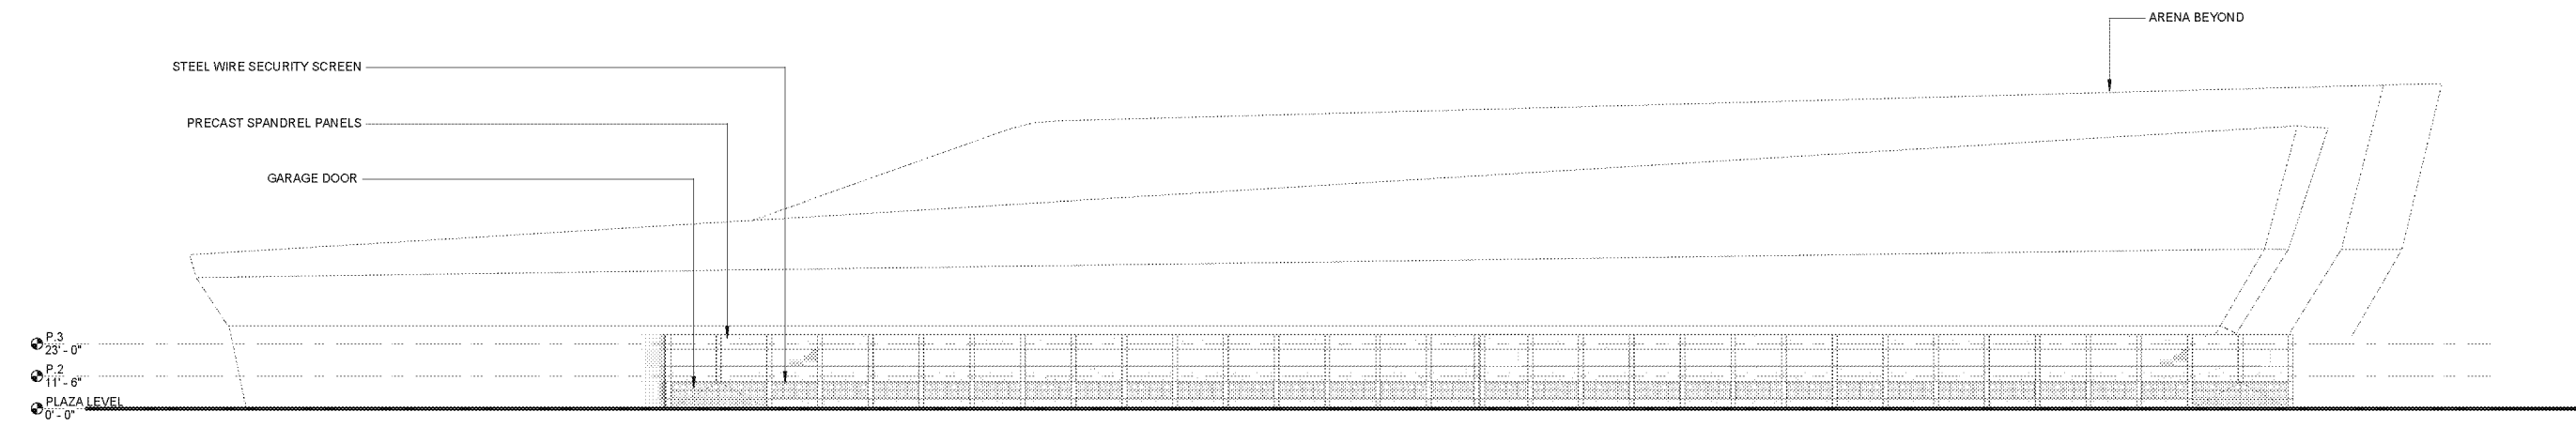 ARENA BEYOND
STEEL WIRE SECURITY SCREEN
PRECAST SPANDREL PANELS
GARAGE DOOR
P.3
23' - 0"
P.2
11' - 6"
PLAZA LEVEL
0' - 0"